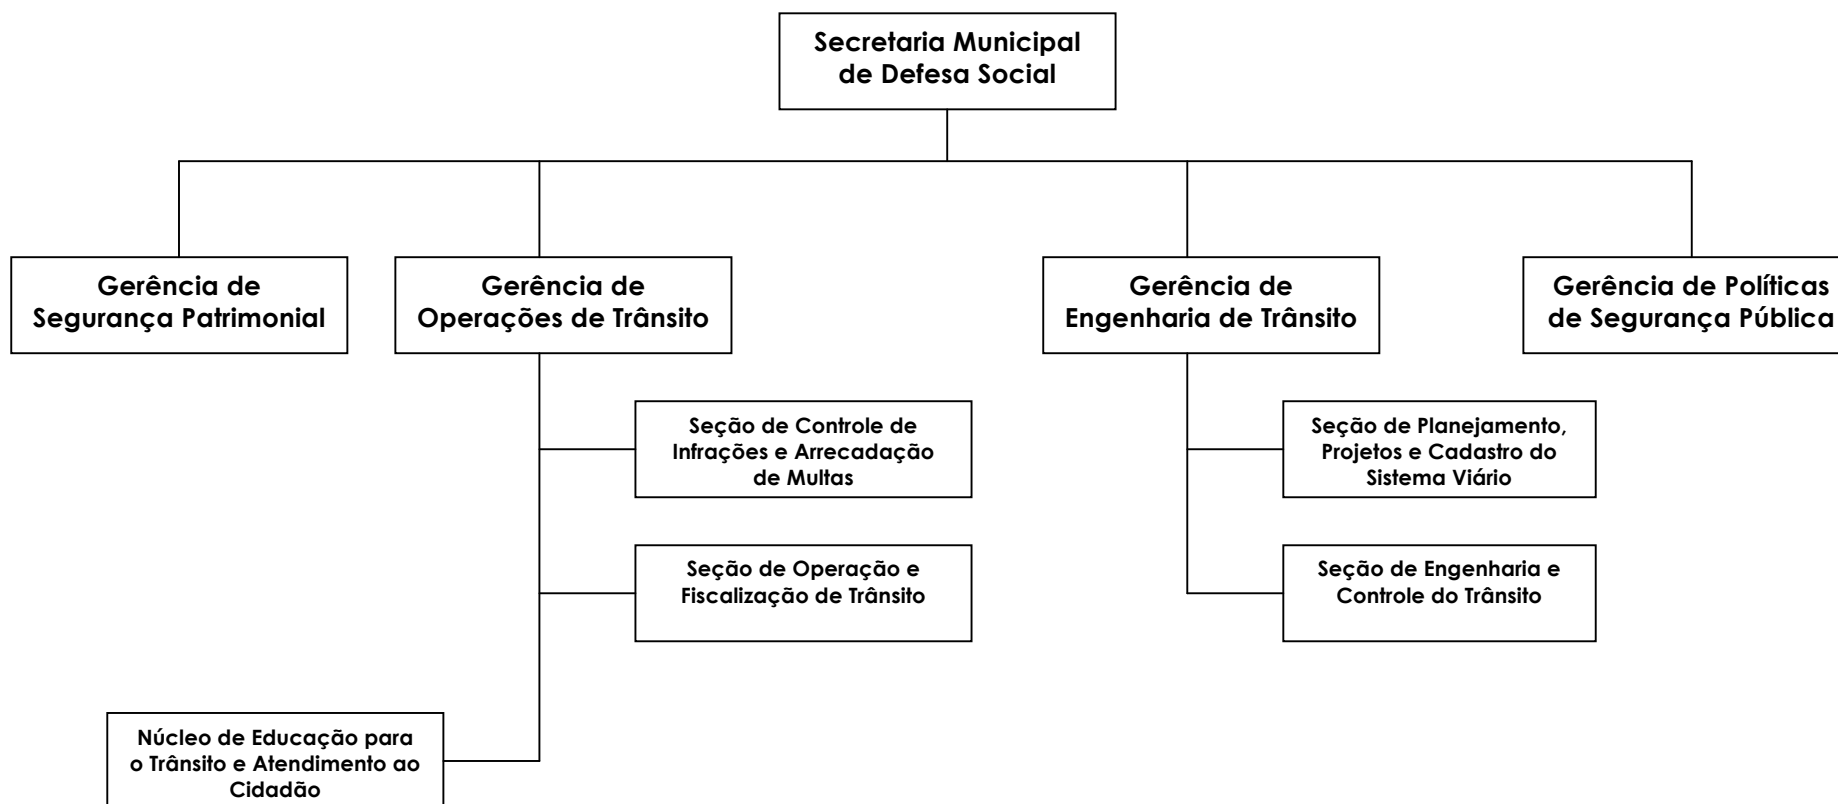 Secretaria Municipal
de Defesa Social
Gerência de
Segurança Patrimonial
Gerência de
Operações de Trânsito
Gerência de
Engenharia de Trânsito
Gerência de Políticas
de Segurança Pública
Seção de Controle de
Infrações e Arrecadação
de Multas
Seção de Planejamento,
Projetos e Cadastro do
Sistema Viário
Seção de Operação e
Fiscalização de Trânsito
Seção de Engenharia e
Controle do Trânsito
Núcleo de Educação para
o Trânsito e Atendimento ao
Cidadão